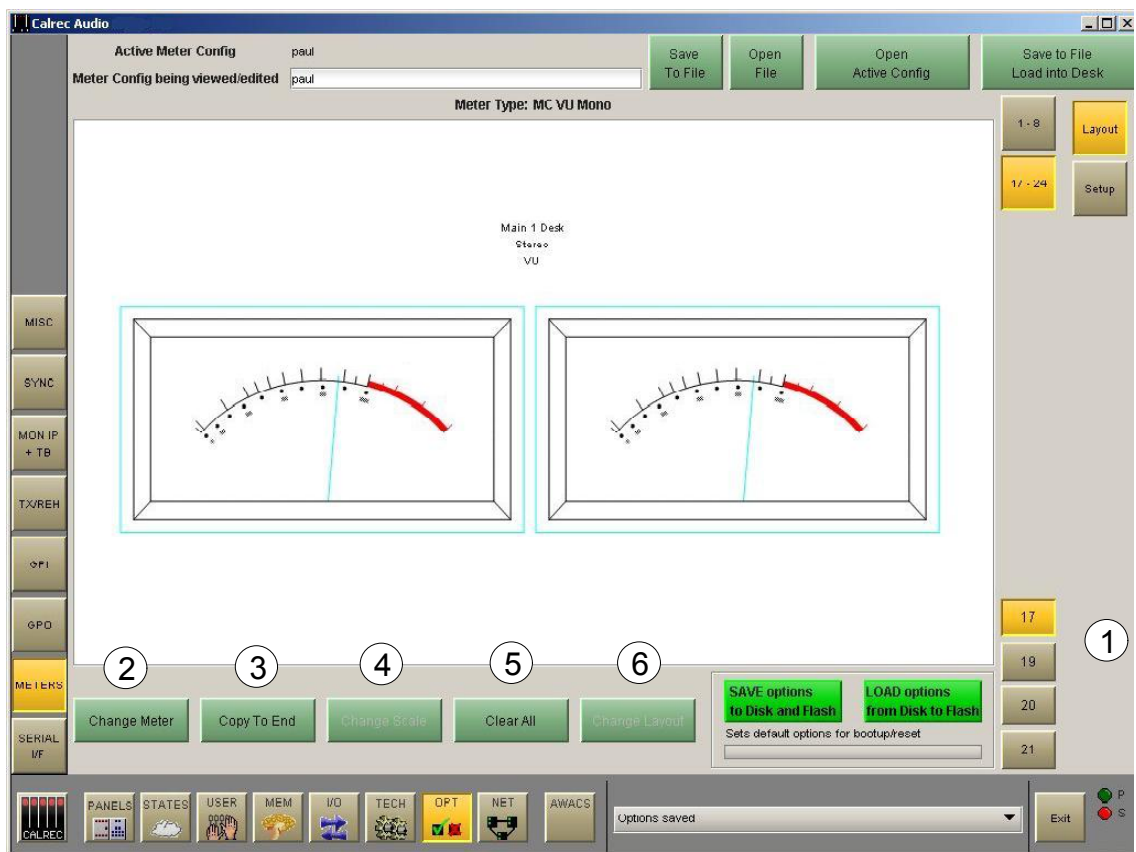 Calrec Audio
Active Meter Config
paul
Meter Config being viewed/edited
paul
Save
To File
Open
File
Open
Active Config
Save to File
Load into Desk
Meter Type: MC VU Mono
1 - 8
17 - 24
Layout
Setup
Main 1 Desk
Stereo
VU
MISC
SYNC
MON IP
+ TB
TX/REH
GPI
GPO
METERS
SERIAL
I/F
17
19
20
21
1
2
3
4
5
6
Change Meter
Copy To End
Change Scale
Clear All
Change Layout
SAVE options
to Disk and Flash
LOAD options
from Disk to Flash
Sets default options for bootup/reset
CALREC
PANELS
STATES
USER
MEM
I/O
TECH
OPT
NET
AWACS
Options saved
Exit
P
S